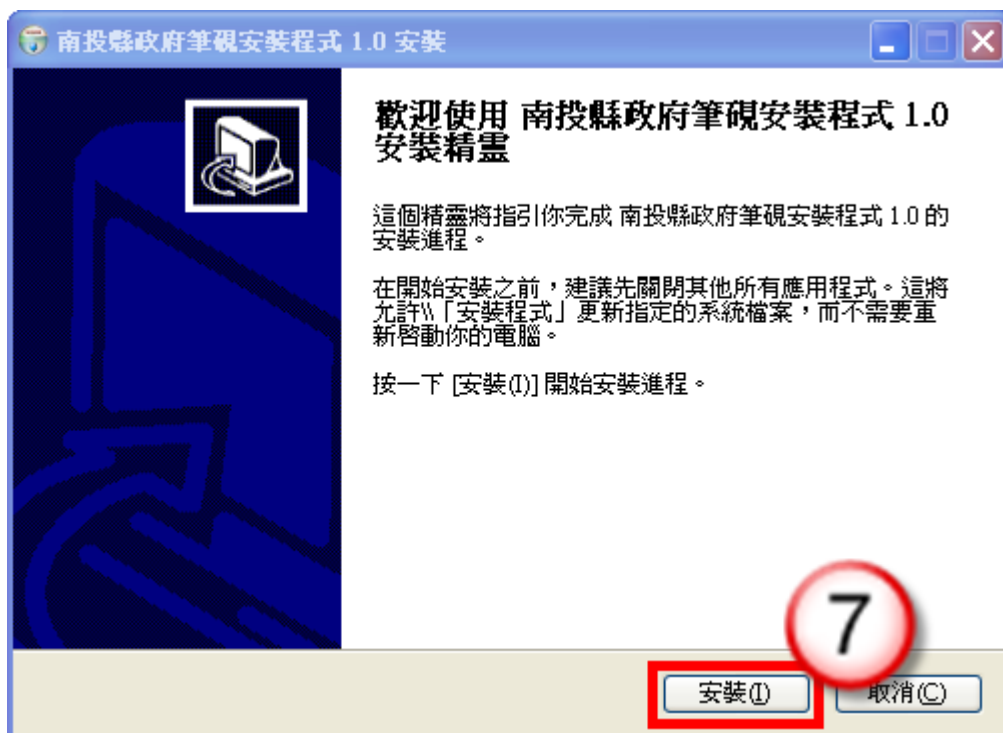 南投縣政府筆硯安裝程式 1.0 安裝
歡迎使用 南投縣政府筆硯安裝程式 1.0
安裝精靈
這個精靈將指引你完成 南投縣政府筆硯安裝程式 1.0 的
安裝進程。
在開始安裝之前，建議先關閉其他所有應用程式。這將
允許\\「安裝程式」更新指定的系統檔案，而不需要重
新啓動你的電腦。
按一下 [安裝(I)] 開始安裝進程。
7
安裝(I)
取消(C)